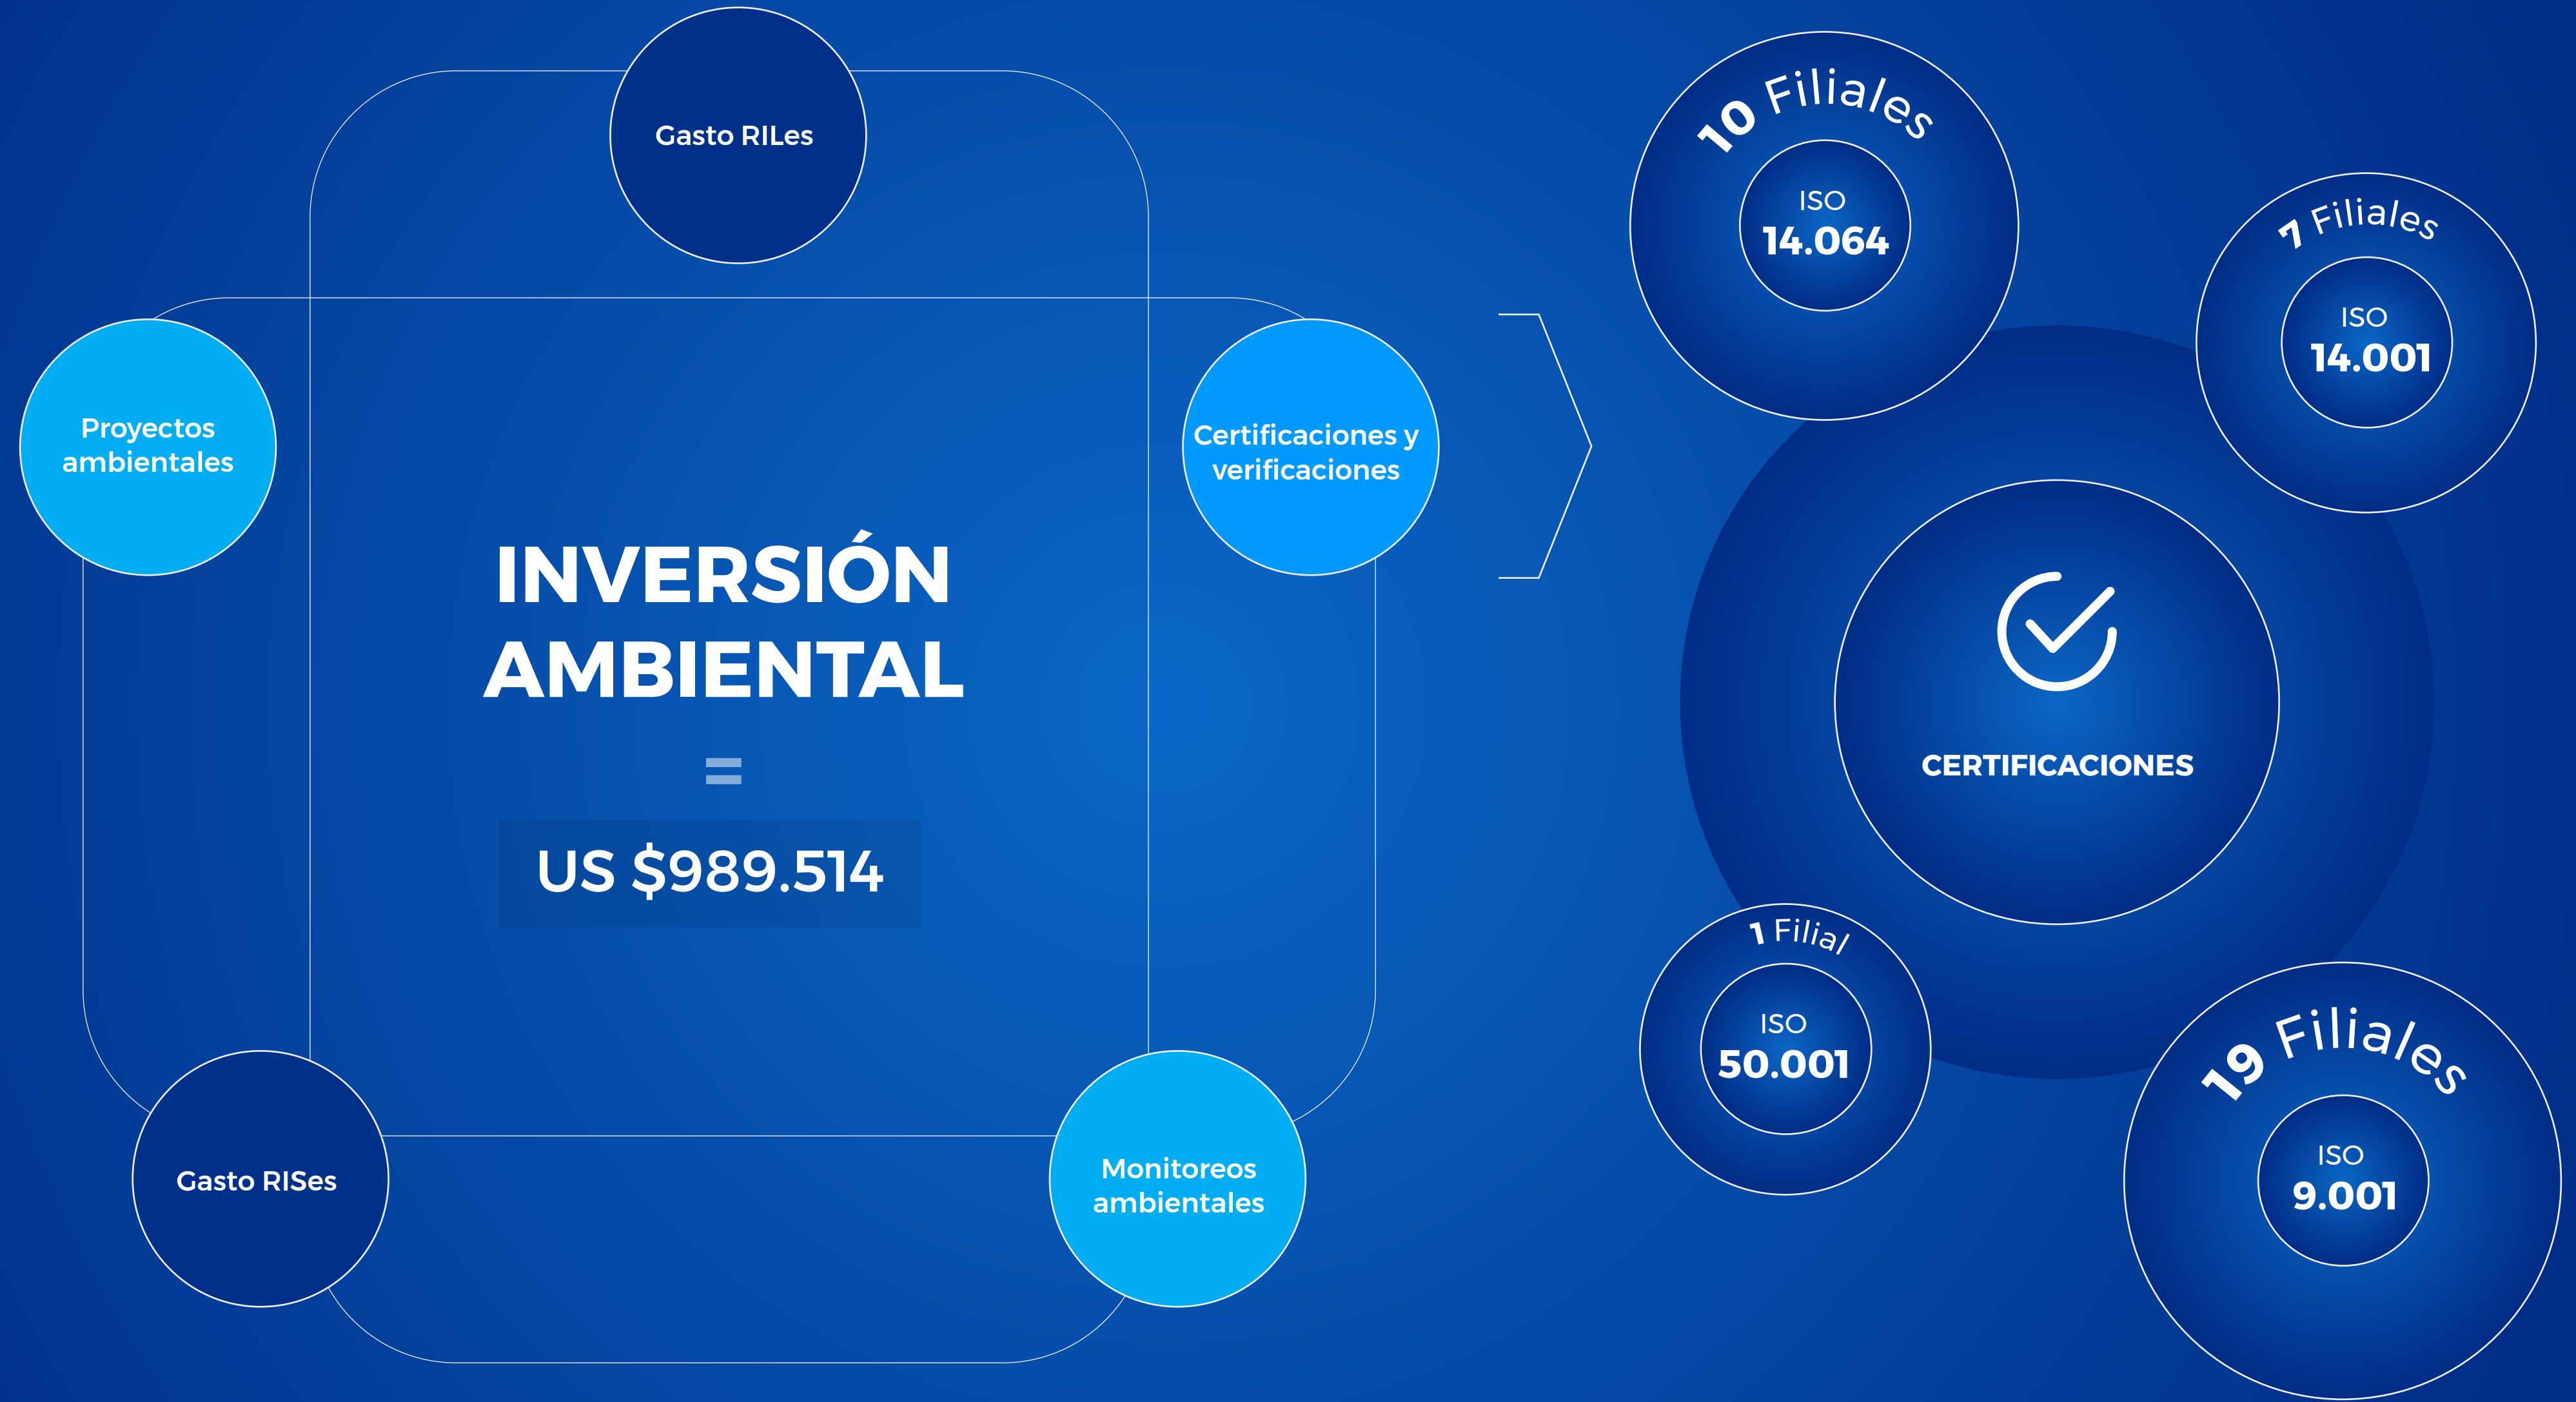 Gasto RILes
Proyectos
ambientales
Certificaciones y
verificaciones
INVERSIÓN
AMBIENTAL
=
US $989.514
Gasto RISes
Monitoreos
ambientales
10 Filiales
ISO
14.064
7 Filiales
ISO
14.001
CERTIFICACIONES
1 Filial
ISO
50.001
19 Filiales
ISO
9.001